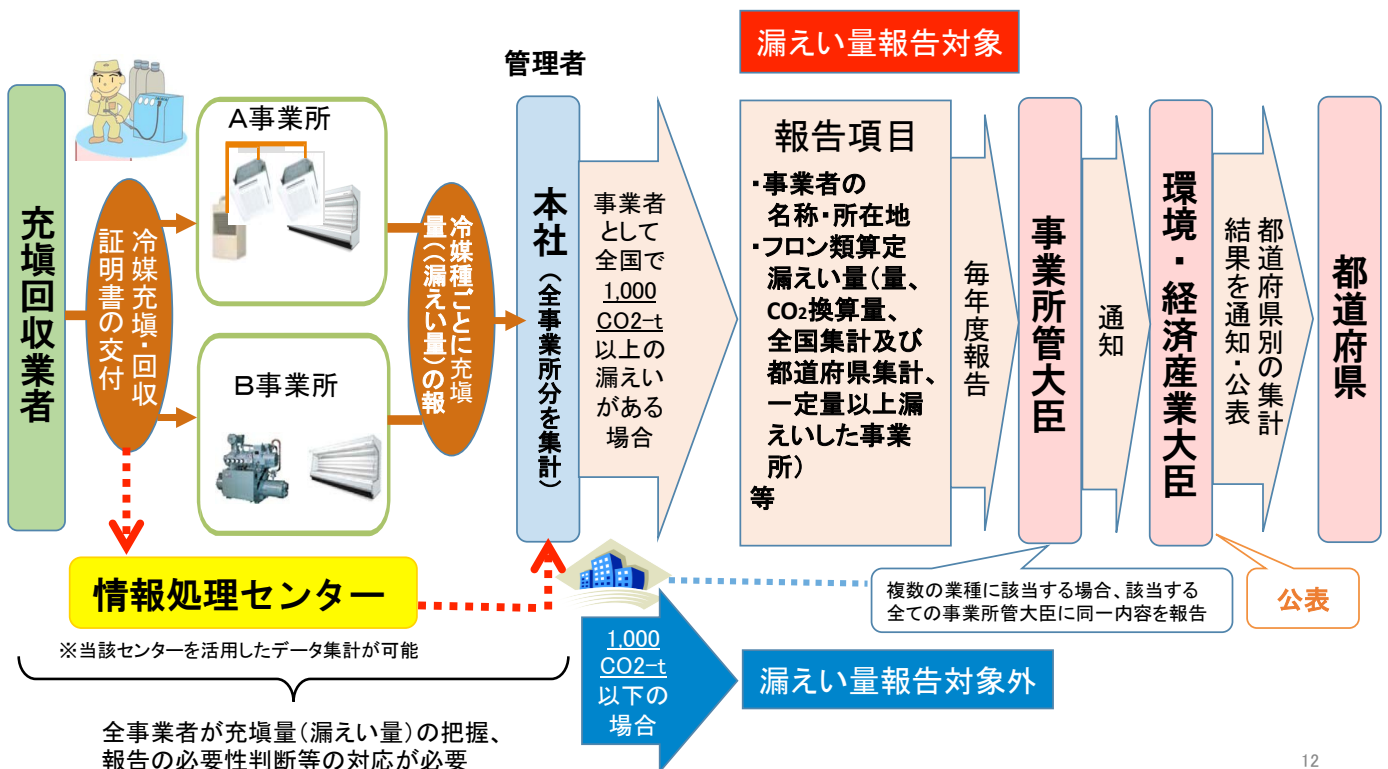 漏えい量報告対象
管理者
充塡回収業者
冷媒充塡・回収
証明書の交付
A事業所
B事業所
冷媒種ごとに充塡
量((漏えい量)の報
本社(全事業所分を集計)
事業者
として
全国で
1,000
CO2-t
以上の
漏えい
がある
場合
報告項目
・事業者の
名称・所在地
・フロン類算定
漏えい量(量、
CO₂換算量、
全国集計及び
都道府県集計、
一定量以上漏
えいした事業
所)
等
毎年度報告
事業所管大臣
通知
環境・経済産業大臣
都道府県別の集計
結果を通知・公表
都道府県
情報処理センター
※当該センターを活用したデータ集計が可能
複数の業種に該当する場合、該当する
全ての事業所管大臣に同一内容を報告
公表
1,000
CO2-t
以下の
場合
漏えい量報告対象外
全事業者が充塡量(漏えい量)の把握、
報告の必要性判断等の対応が必要
12